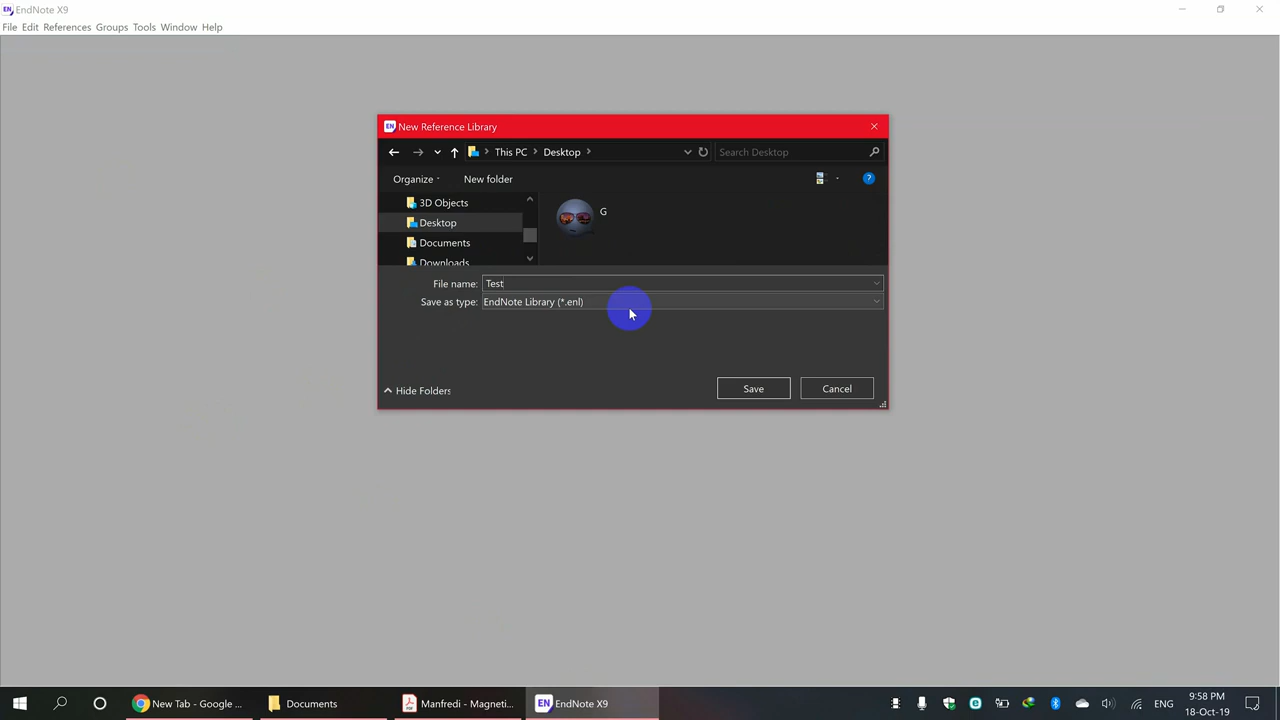 EndNote X9
File Edit References Groups Tools Window Help
New Reference Library
This PC Desktop
Search Desktop
Organize New folder
3D Objects
G
Desktop
Documents
Downloads
File name: Test
Save as type: EndNote Library (*.enl)
Hide Folders
Save Cancel
New Tab - Google ... Documents Manfredi - Magneti... EndNote X9
ENG
9:58 PM
18-Oct-19